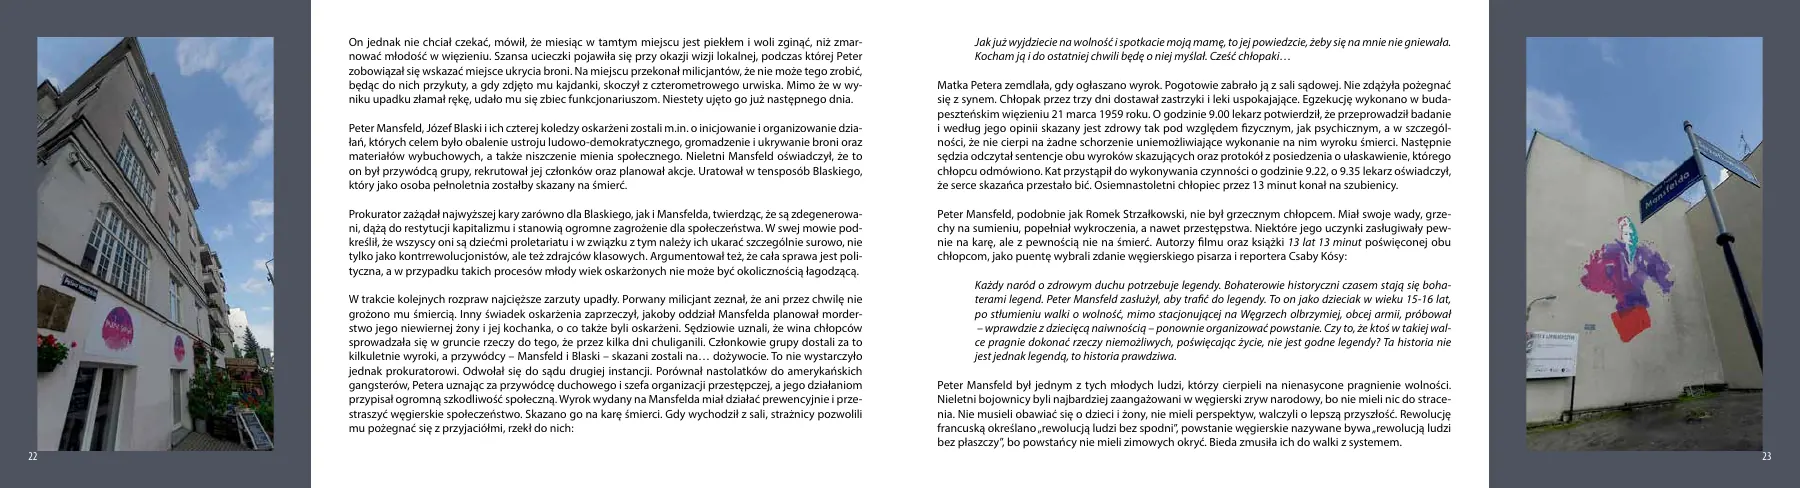 On jednak nie chciał czekać, mówił, że miesiąc w tamtym miejscu jest piekłem i woli zginąć, niż zmar-
nować młodość w więzieniu. Szansa ucieczki pojawiła się przy okazji wizji lokalnej, podczas której Peter
zobowiązał się wskazać miejsce ukrycia broni. Na miejscu przekonał milicjantów, że nie może tego zrobić,
będąc do nich przykuty, a gdy zdjęto mu kajdanki, skoczył z czterometrowego urwiska. Mimo że w wy-
niku upadku złamał rękę, udało mu się zbiec funkcjonariuszom. Niestety ujęto go już następnego dnia.
Peter Mansfeld, József Blaski i ich czterej koledzy oskarżeni zostali m.in. o inicjowanie i organizowanie dzia-
łań, których celem było obalenie ustroju ludowo-demokratycznego, gromadzenie i ukrywanie broni oraz
materiałów wybuchowych, a także niszczenie mienia społecznego. Nieletni Mansfeld oświadczył, że to
on był przywódcą grupy, rekrutował jej członków oraz planował akcje. Uratował w tensposób Blaskiego,
który jako osoba pełnoletnia zostałby skazany na śmierć.
Prokurator zażądał najwyższej kary zarówno dla Blaskiego, jak i Mansfelda, twierdząc, że są zdegenerowa-
ni, dążą do restytucji kapitalizmu i stanowią ogromne zagrożenie dla społeczeństwa. W swej mowie pod-
kreślił, że wszyscy oni są dziećmi proletariatu i w związku z tym należy ich ukarać szczególnie surowo, nie
tylko jako kontrrewolucjonistów, ale też zdrajców klasowych. Argumentował też, że cała sprawa jest poli-
tyczna, a w przypadku takich procesów młody wiek oskarżonych nie może być okolicznością łagodzącą.
W trakcie kolejnych rozpraw najcięższe zarzuty upadły. Porwany milicjant zeznał, że ani przez chwilę nie
grożono mu śmiercią. Inny świadek oskarżenia zaprzeczył, jakoby oddział Mansfelda planował morder-
stwo jego niewiernej żony i jej kochanka, o co także byli oskarżeni. Sędziowie uznali, że wina chłopców
sprowadzała się w gruncie rzeczy do tego, że przez kilka dni chuliganili. Członkowie grupy dostali za to
kilkuletnie wyroki, a przywódcy – Mansfeld i Blaski – skazani zostali na… dożywocie. To nie wystarczyło
jednak prokuratorowi. Odwołał się do sądu drugiej instancji. Porównał nastolatków do amerykańskich
gangsterów, Petera uznając za przywódcę duchowego i szefa organizacji przestępczej, a jego działaniom
przypisał ogromną szkodliwość społeczną. Wyrok wydany na Mansfelda miał działać prewencyjnie i prze-
straszyć węgierskie społeczeństwo. Skazano go na karę śmierci. Gdy wychodził z sali, strażnicy pozwolili
mu pożegnać się z przyjaciółmi, rzekł do nich:
22
Jak już wyjdziecie na wolność i spotkacie moją mamę, to jej powiedzcie, żeby się na mnie nie gniewała.
Kocham ją i do ostatniej chwili będę o niej myślał. Cześć chłopaki…
Matka Petera zemdlała, gdy ogłaszano wyrok. Pogotowie zabrało ją z sali sądowej. Nie zdążyła pożegnać
się z synem. Chłopak przez trzy dni dostawał zastrzyki i leki uspokajające. Egzekucję wykonano w buda-
peszteńskim więzieniu 21 marca 1959 roku. O godzinie 9.00 lekarz potwierdził, że przeprowadził badanie
i według jego opinii skazany jest zdrowy tak pod względem fizycznym, jak psychicznym, a w szczegól-
ności, że nie cierpi na żadne schorzenie uniemożliwiające wykonanie na nim wyroku śmierci. Następnie
sędzia odczytał sentencje obu wyroków skazujących oraz protokół z posiedzenia o ułaskawienie, którego
chłopcu odmówiono. Kat przystąpił do wykonywania czynności o godzinie 9.22, o 9.35 lekarz oświadczył,
że serce skazańca przestało bić. Osiemnastoletni chłopiec przez 13 minut konał na szubienicy.
Peter Mansfeld, podobnie jak Romek Strzałkowski, nie był grzecznym chłopcem. Miał swoje wady, grze-
chy na sumieniu, popełniał wykroczenia, a nawet przestępstwa. Niektóre jego uczynki zasługiwały pew-
nie na karę, ale z pewnością nie na śmierć. Autorzy filmu oraz książki 13 lat 13 minut poświęconej obu
chłopcom, jako puentę wybrali zdanie węgierskiego pisarza i reportera Csaby Kósy:
Każdy naród o zdrowym duchu potrzebuje legendy. Bohaterowie historyczni czasem stają się boha-
terami legend. Peter Mansfeld zasłużył, aby trafić do legendy. To on jako dzieciak w wieku 15-16 lat,
po stłumieniu walki o wolność, mimo stacjonującej na Węgrzech olbrzymiej, obcej armii, próbował
– wprawdzie z dziecięcą naiwnością – ponownie organizować powstanie. Czy to, że ktoś w takiej wal-
ce pragnie dokonać rzeczy niemożliwych, poświęcając życie, nie jest godne legendy? Ta historia nie
jest jednak legendą, to historia prawdziwa.
Peter Mansfeld był jednym z tych młodych ludzi, którzy cierpieli na nienasycone pragnienie wolności.
Nieletni bojownicy byli najbardziej zaangażowani w węgierski zryw narodowy, bo nie mieli nic do strace-
nia. Nie musieli obawiać się o dzieci i żony, nie mieli perspektyw, walczyli o lepszą przyszłość. Rewolucję
francuską określano „rewolucją ludzi bez spodni”, powstanie węgierskie nazywane bywa „rewolucją ludzi
bez płaszczy”, bo powstańcy nie mieli zimowych okryć. Bieda zmusiła ich do walki z systemem.
Mansfelda
23